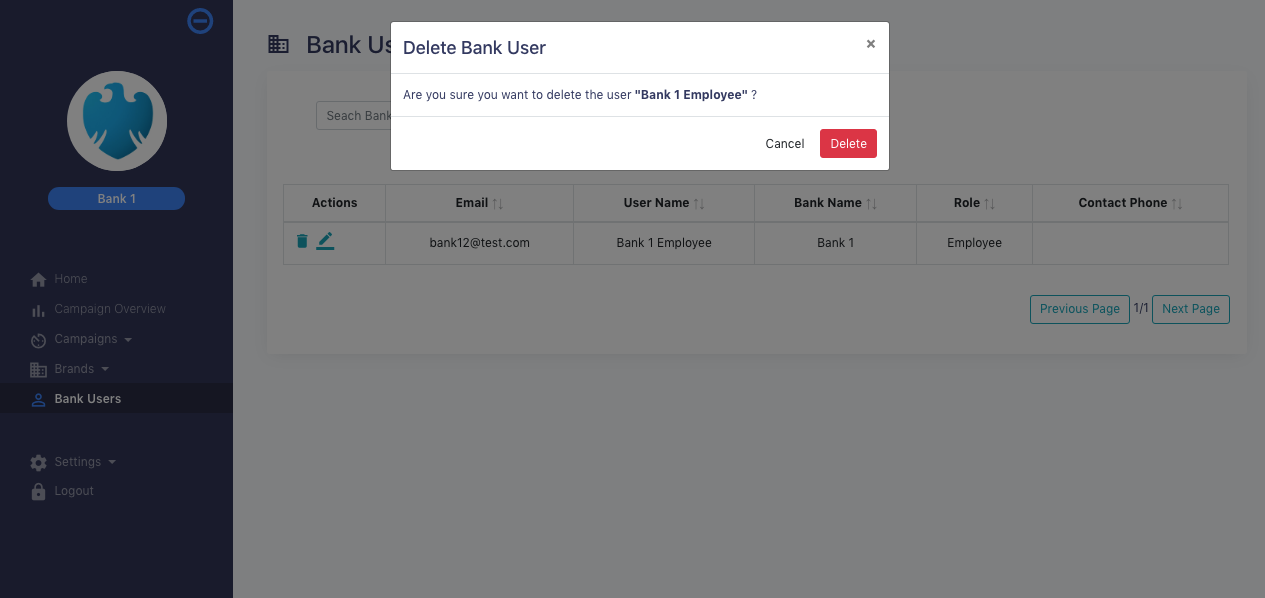 Bank 1
Home
Campaign Overview
Campaigns
Brands
Bank Users
Settings
Logout
Bank Us
Delete Bank User ×
Are you sure you want to delete the user "Bank 1 Employee" ?
Cancel Delete
Seach Bank
Actions Email ↑↓ User Name ↑↓ Bank Name ↑↓ Role ↑↓ Contact Phone ↑↓
bank12@test.com Bank 1 Employee Bank 1 Employee
Previous Page 1/1 Next Page